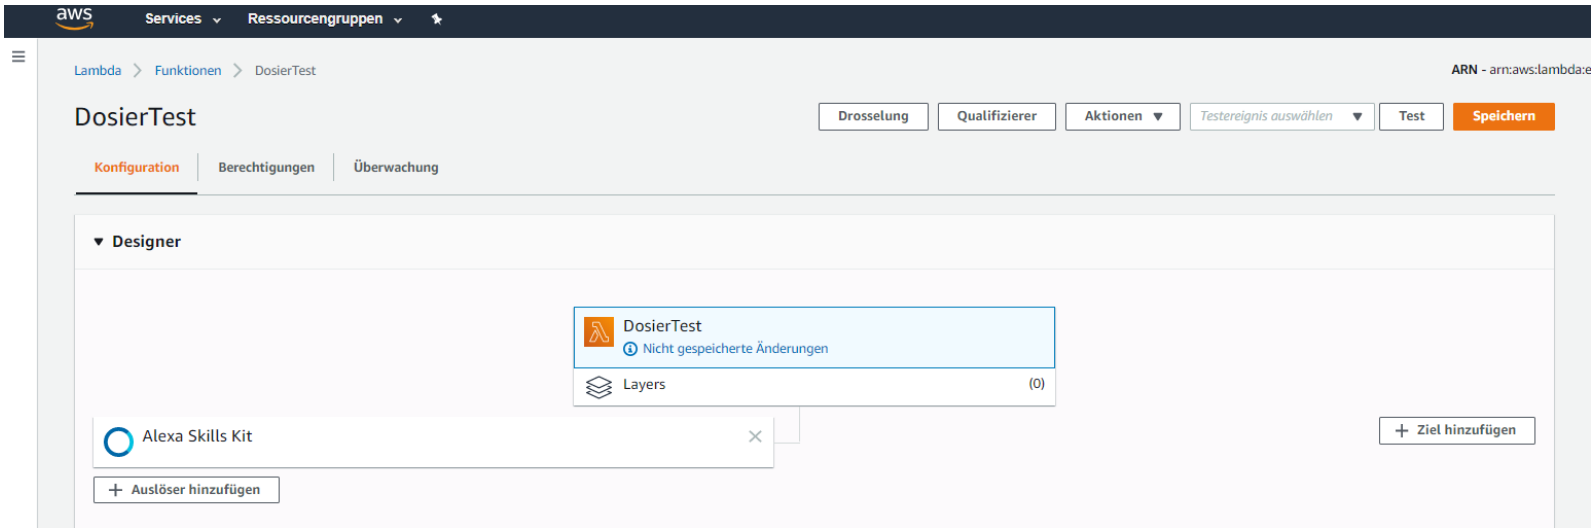 aws Services Ressourcengruppen
Lambda Funktionen DosierTest ARN - arn:aws:lambda:e
DosierTest Drosselung Qualifizierer Aktionen Testereignis auswählen Test Speichern
Konfiguration Berechtigungen Überwachung
Designer
DosierTest
Nicht gespeicherte Änderungen
Layers (0)
Alexa Skills Kit
+ Ziel hinzufügen
+ Auslöser hinzufügen